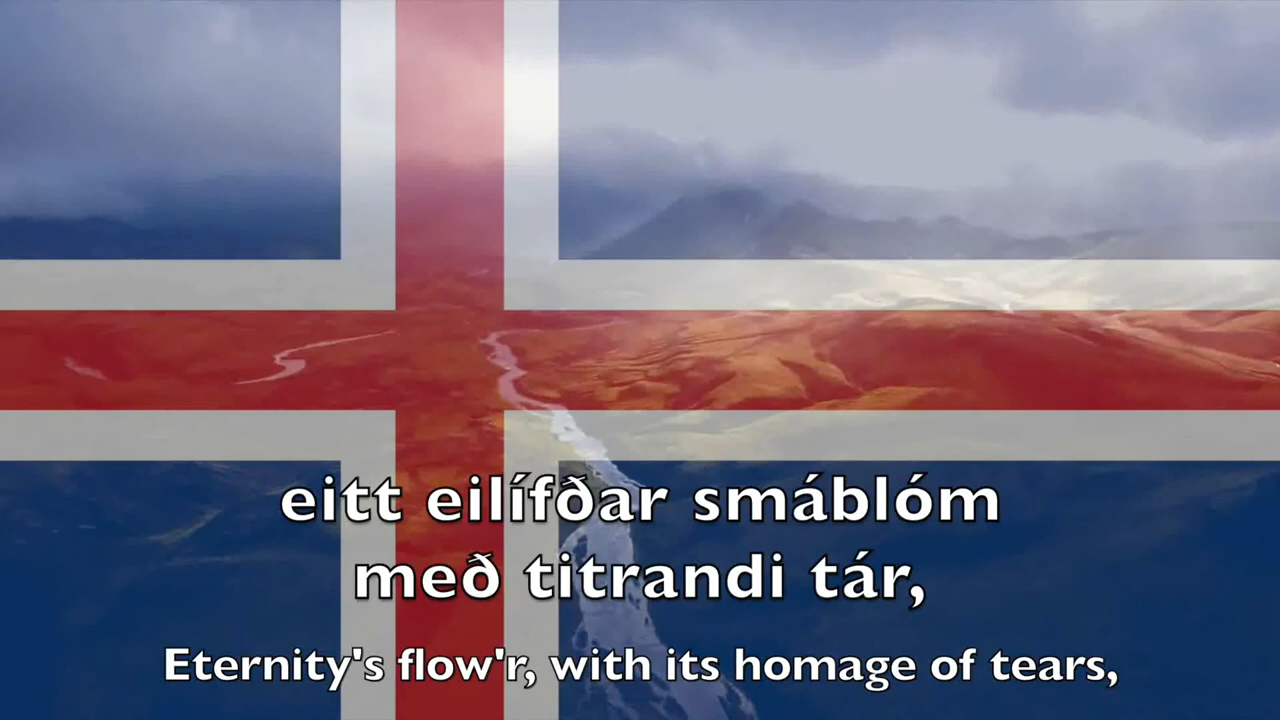 eitt eilífðar smáblóm
með titrandi tár,
Eternity's flow'r, with its homage of tears,